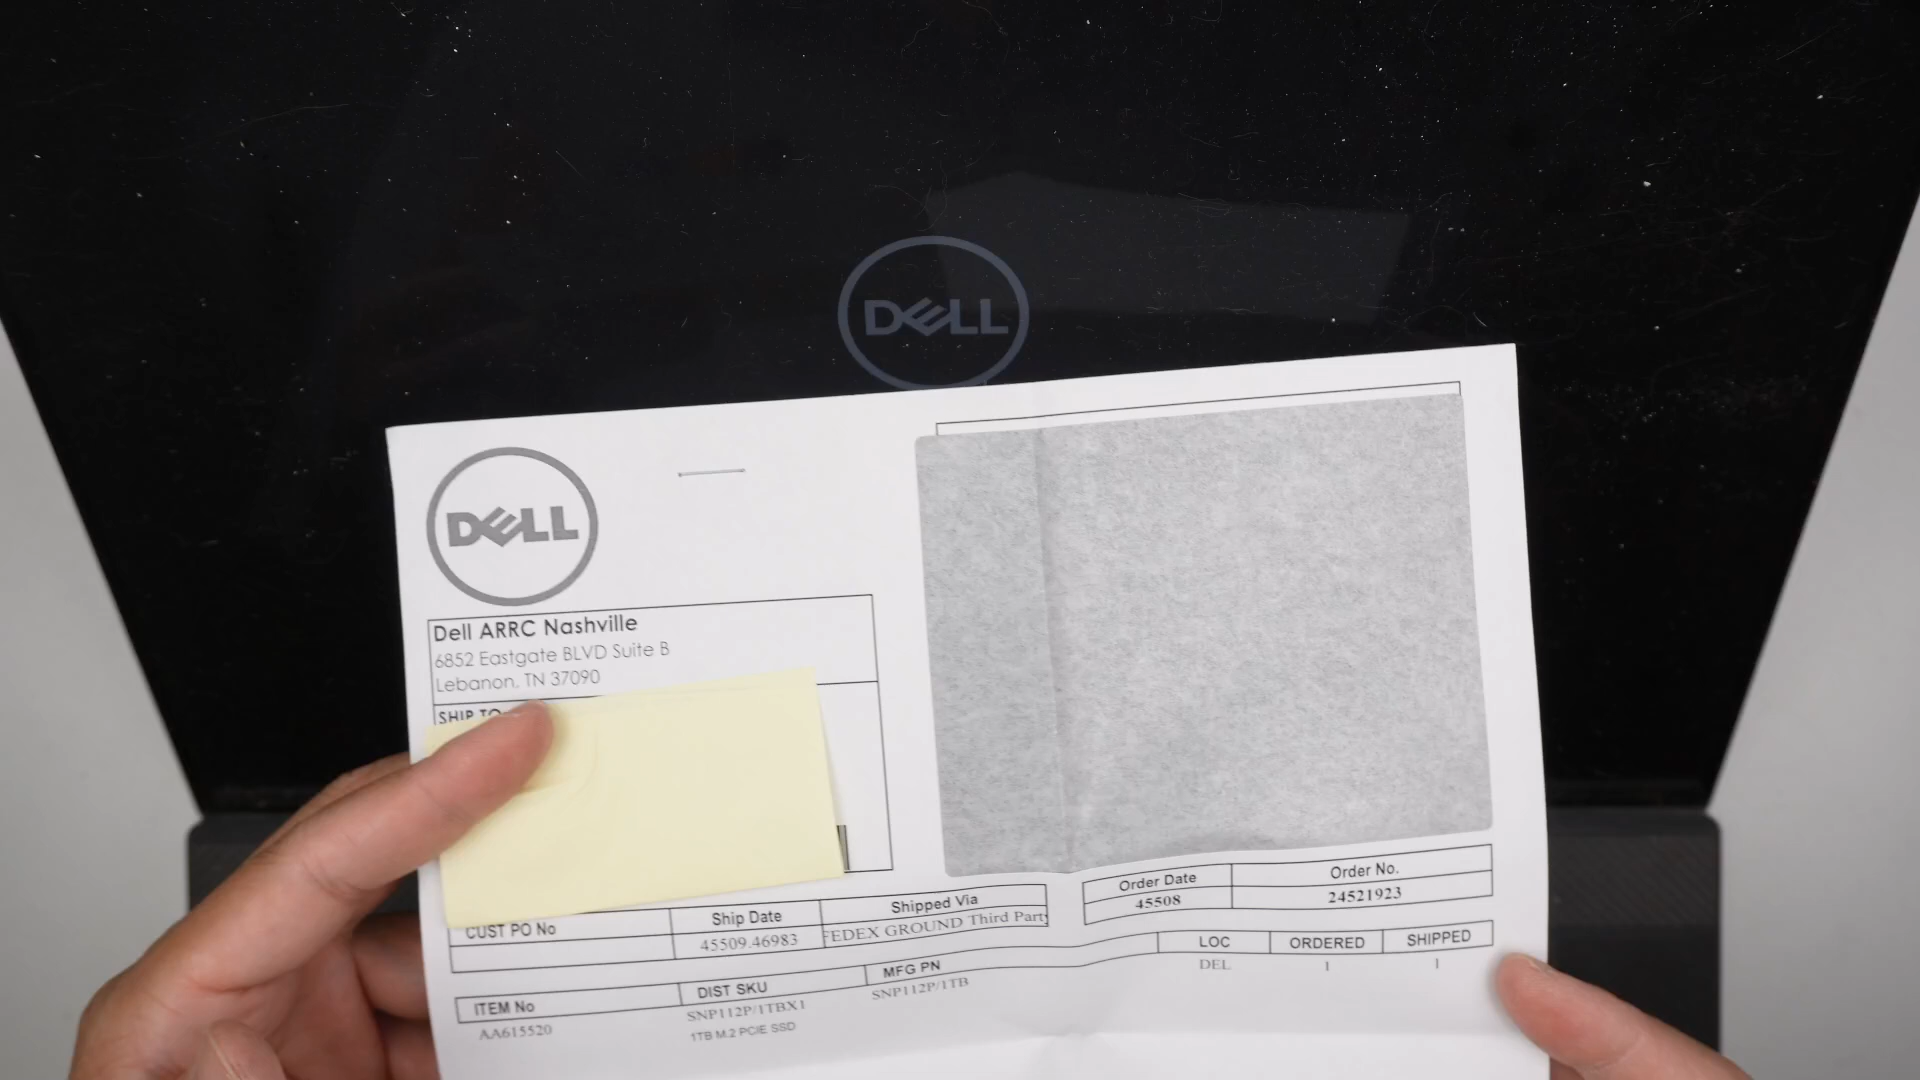 DELL
DELL
Dell ARRC Nashville
6852 Eastgate BLVD Suite B
Lebanon, TN 37090
SHIP TO
Order Date
Order No.
45508
24521923
CUST PO No
Ship Date
Shipped Via
45509.46983
FEDEX GROUND Third Party
LOC
ORDERED
SHIPPED
DEL
1
1
ITEM No
DIST SKU
MFG PN
AA615520
SNP112P/1TBX1
SNP112P/1TB
1TB M.2 PCIE SSD